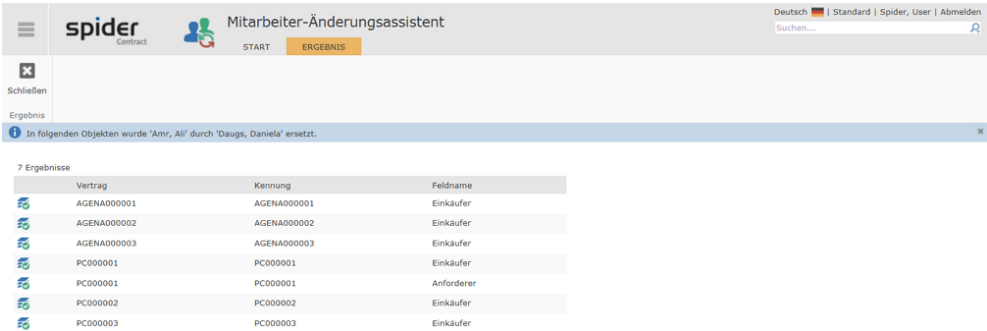 Deutsch | Standard | Spider, User | Abmelden
spider
Contract
Mitarbeiter-Änderungsassistent
Suchen...
START ERGEBNIS
Schließen
Ergebnis
In folgenden Objekten wurde 'Amr, Ali' durch 'Daugs, Daniela' ersetzt.
7 Ergebnisse
Vertrag Kennung Feldname
AGENA000001 AGENA000001 Einkäufer
AGENA000002 AGENA000002 Einkäufer
AGENA000003 AGENA000003 Einkäufer
PC000001 PC000001 Einkäufer
PC000001 PC000001 Anforderer
PC000002 PC000002 Einkäufer
PC000003 PC000003 Einkäufer